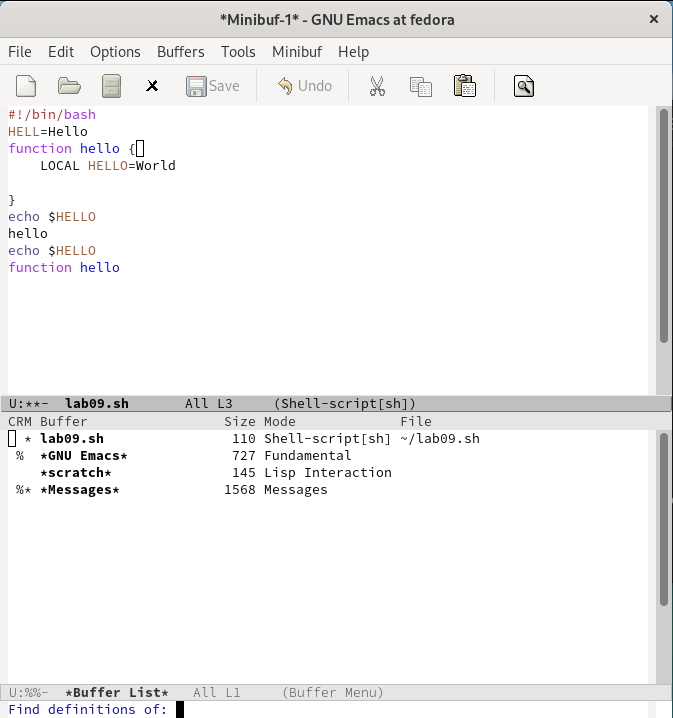 *Minibuf-1* - GNU Emacs at fedora
File Edit Options Buffers Tools Minibuf Help
Save Undo
#!/bin/bash
HELL=Hello
function hello {
    LOCAL HELLO=World
}
echo $HELLO
hello
echo $HELLO
function hello
U:**-  lab09.sh       All L3     (Shell-script[sh])
CRM Buffer               Size Mode             File
  * lab09.sh                110 Shell-script[sh] ~/lab09.sh
 %  *GNU Emacs*            727 Fundamental
    *scratch*              145 Lisp Interaction
 %* *Messages*            1568 Messages
U:%%-  *Buffer List*   All L1     (Buffer Menu)
Find definitions of: